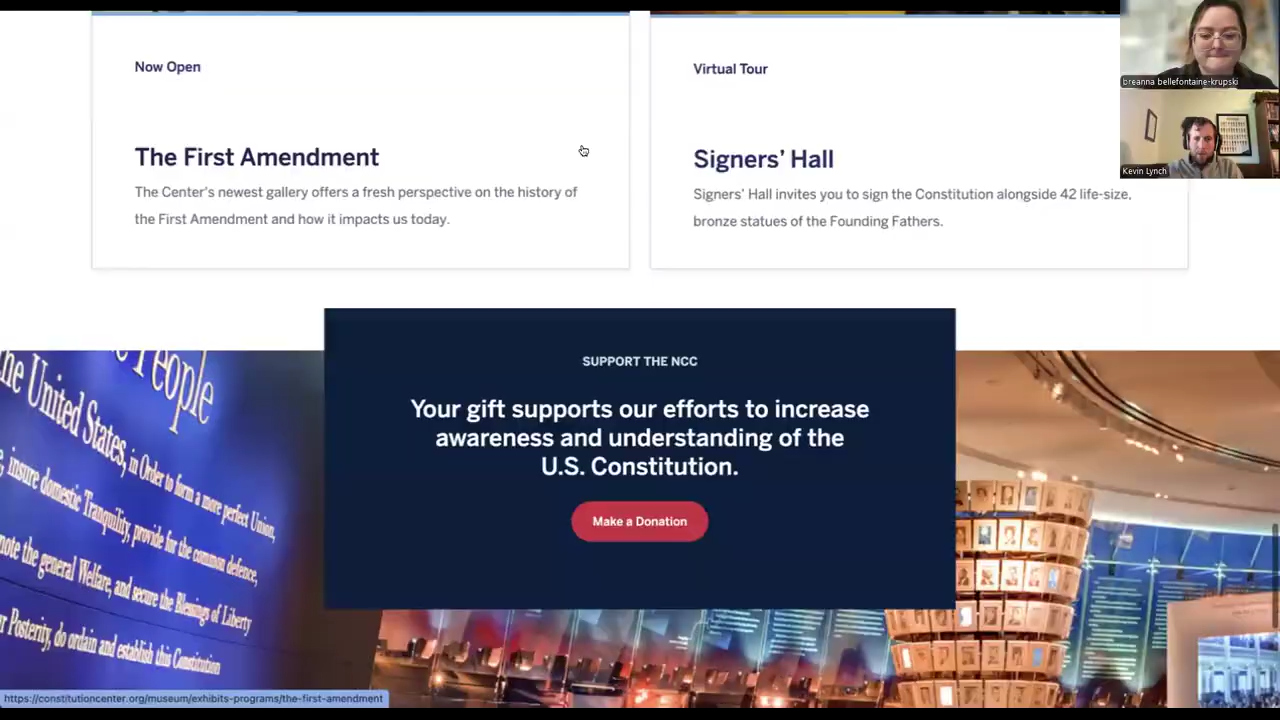 Now Open
The First Amendment
The Center's newest gallery offers a fresh perspective on the history of
the First Amendment and how it impacts us today.
Virtual Tour
Signers' Hall
Signers' Hall invites you to sign the Constitution alongside 42 life-size,
bronze statues of the Founding Fathers.
breanna bellefontaine-krupski
Kevin Lynch
SUPPORT THE NCC
Your gift supports our efforts to increase
awareness and understanding of the
U.S. Constitution.
Make a Donation
People
the United States, in Order to form a more perfect Union,
insure domestic Tranquility, provide for the common defence,
the general Welfare, and secure the Blessings of Liberty
Posterity, do ordain and establish this Constitution
https://constitutioncenter.org/museum/exhibits-programs/the-first-amendment